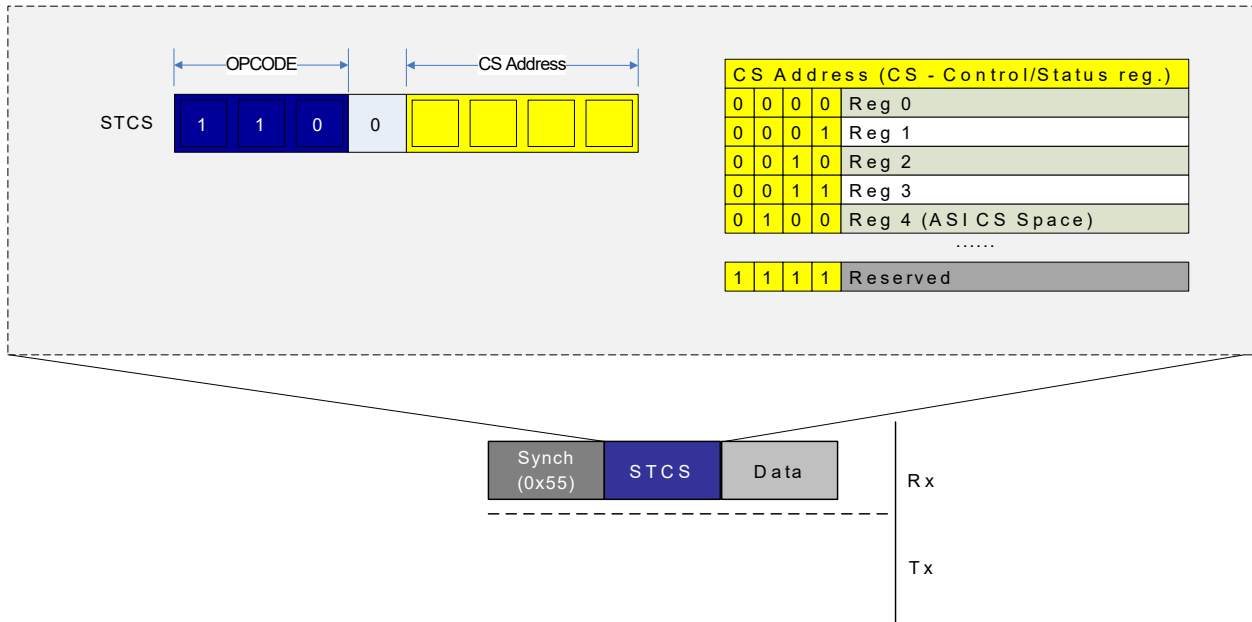 OPCODE
CS Address
STCS
1 1 0 0
CS Address (CS - Control/Status reg.)
0 0 0 0 Reg 0
0 0 0 1 Reg 1
0 0 1 0 Reg 2
0 0 1 1 Reg 3
0 1 0 0 Reg 4 (ASI CS Space)
......
1 1 1 1 Reserved
Synch
(0x55)
STCS
Data
Rx
Tx